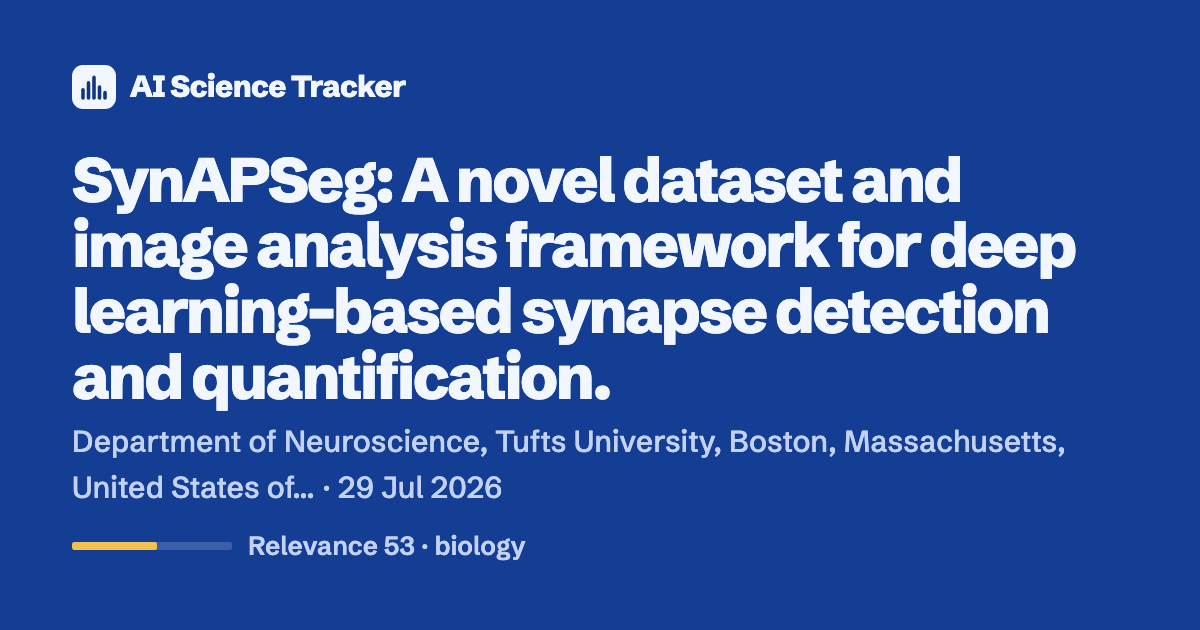 AI Science Tracker
SynAPSeg: A novel dataset and
image analysis framework for deep
learning-based synapse detection
and quantification.
Department of Neuroscience, Tufts University, Boston, Massachusetts,
United States of... · 29 Jul 2026
Relevance 53 · biology